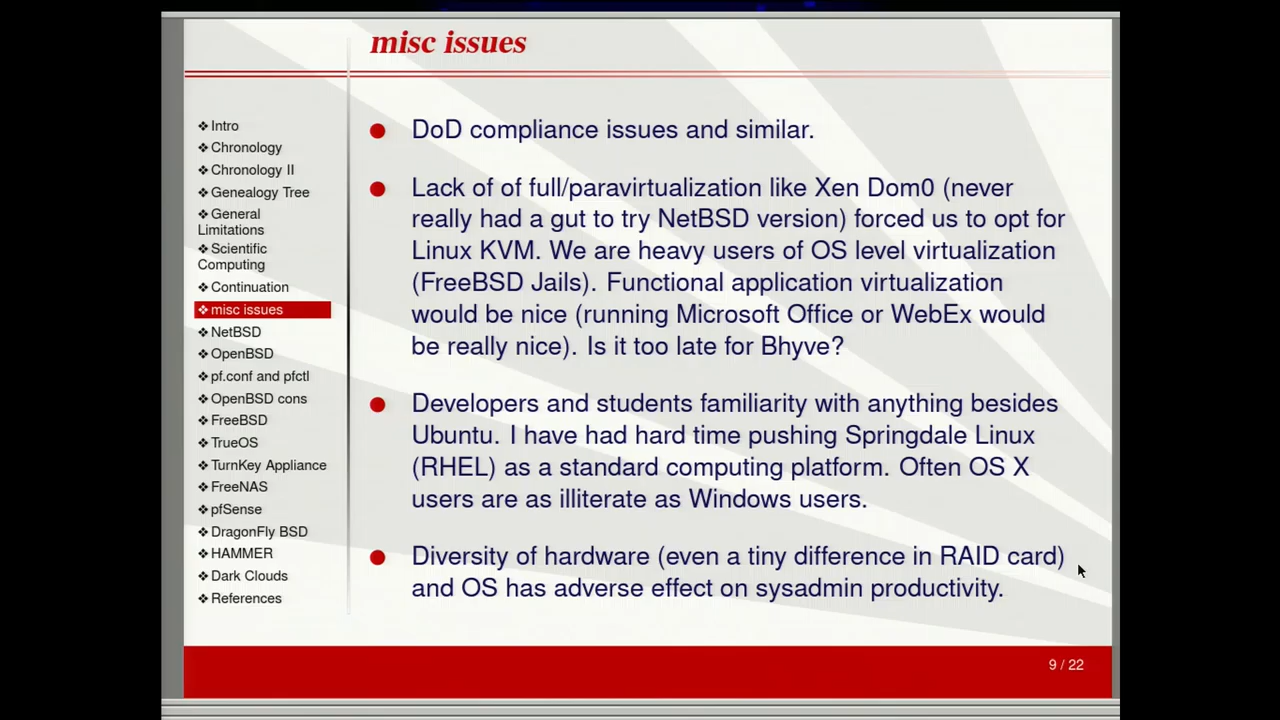 misc issues
❖ Intro
❖ Chronology
❖ Chronology II
❖ Genealogy Tree
❖ General
Limitations
❖ Scientific
Computing
❖ Continuation
❖ misc issues
❖ NetBSD
❖ OpenBSD
❖ pf.conf and pfctl
❖ OpenBSD cons
❖ FreeBSD
❖ TrueOS
❖ TurnKey Appliance
❖ FreeNAS
❖ pfSense
❖ DragonFly BSD
❖ HAMMER
❖ Dark Clouds
❖ References
● DoD compliance issues and similar.
● Lack of of full/paravirtualization like Xen Dom0 (never
really had a gut to try NetBSD version) forced us to opt for
Linux KVM. We are heavy users of OS level virtualization
(FreeBSD Jails). Functional application virtualization
would be nice (running Microsoft Office or WebEx would
be really nice). Is it too late for Bhyve?
● Developers and students familiarity with anything besides
Ubuntu. I have had hard time pushing Springdale Linux
(RHEL) as a standard computing platform. Often OS X
users are as illiterate as Windows users.
● Diversity of hardware (even a tiny difference in RAID card)
and OS has adverse effect on sysadmin productivity.
9 / 22